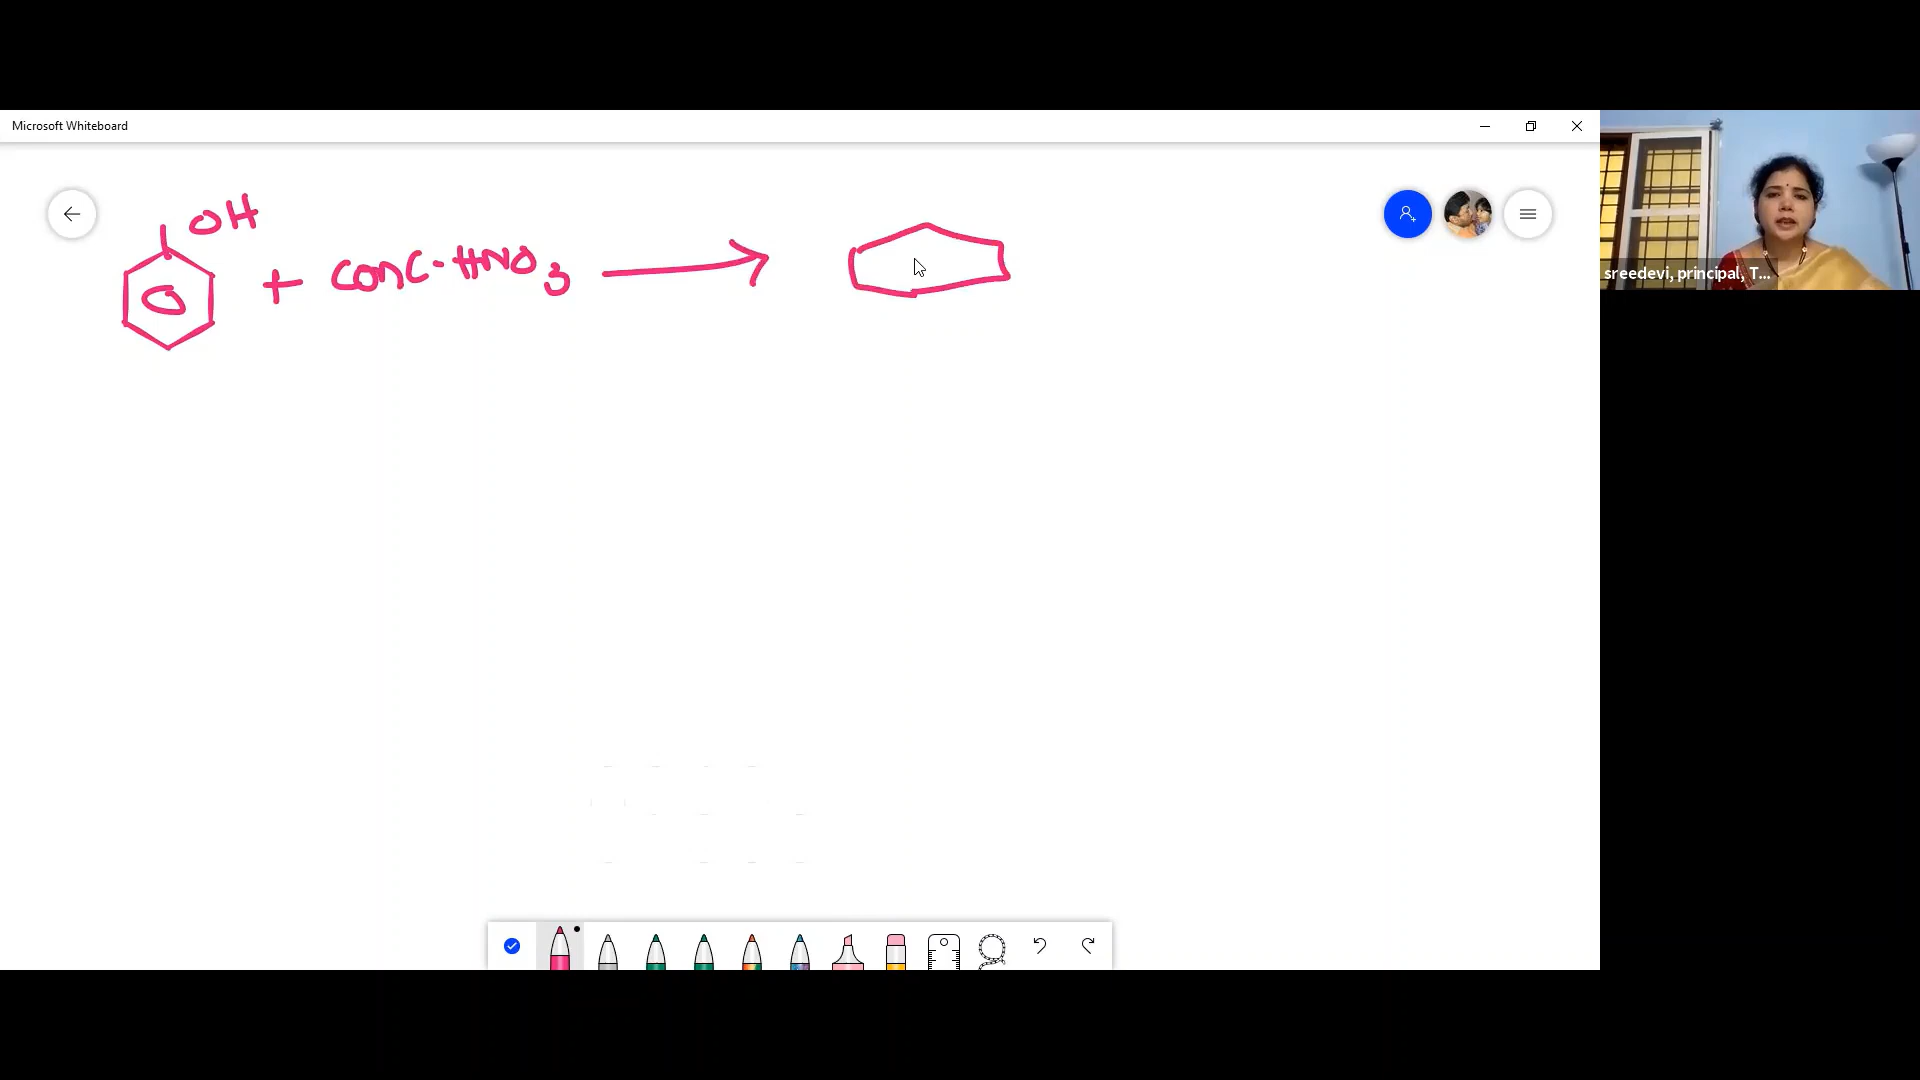 Microsoft Whiteboard
OH
+ conc. HNO3
sreedevi, principal, T...